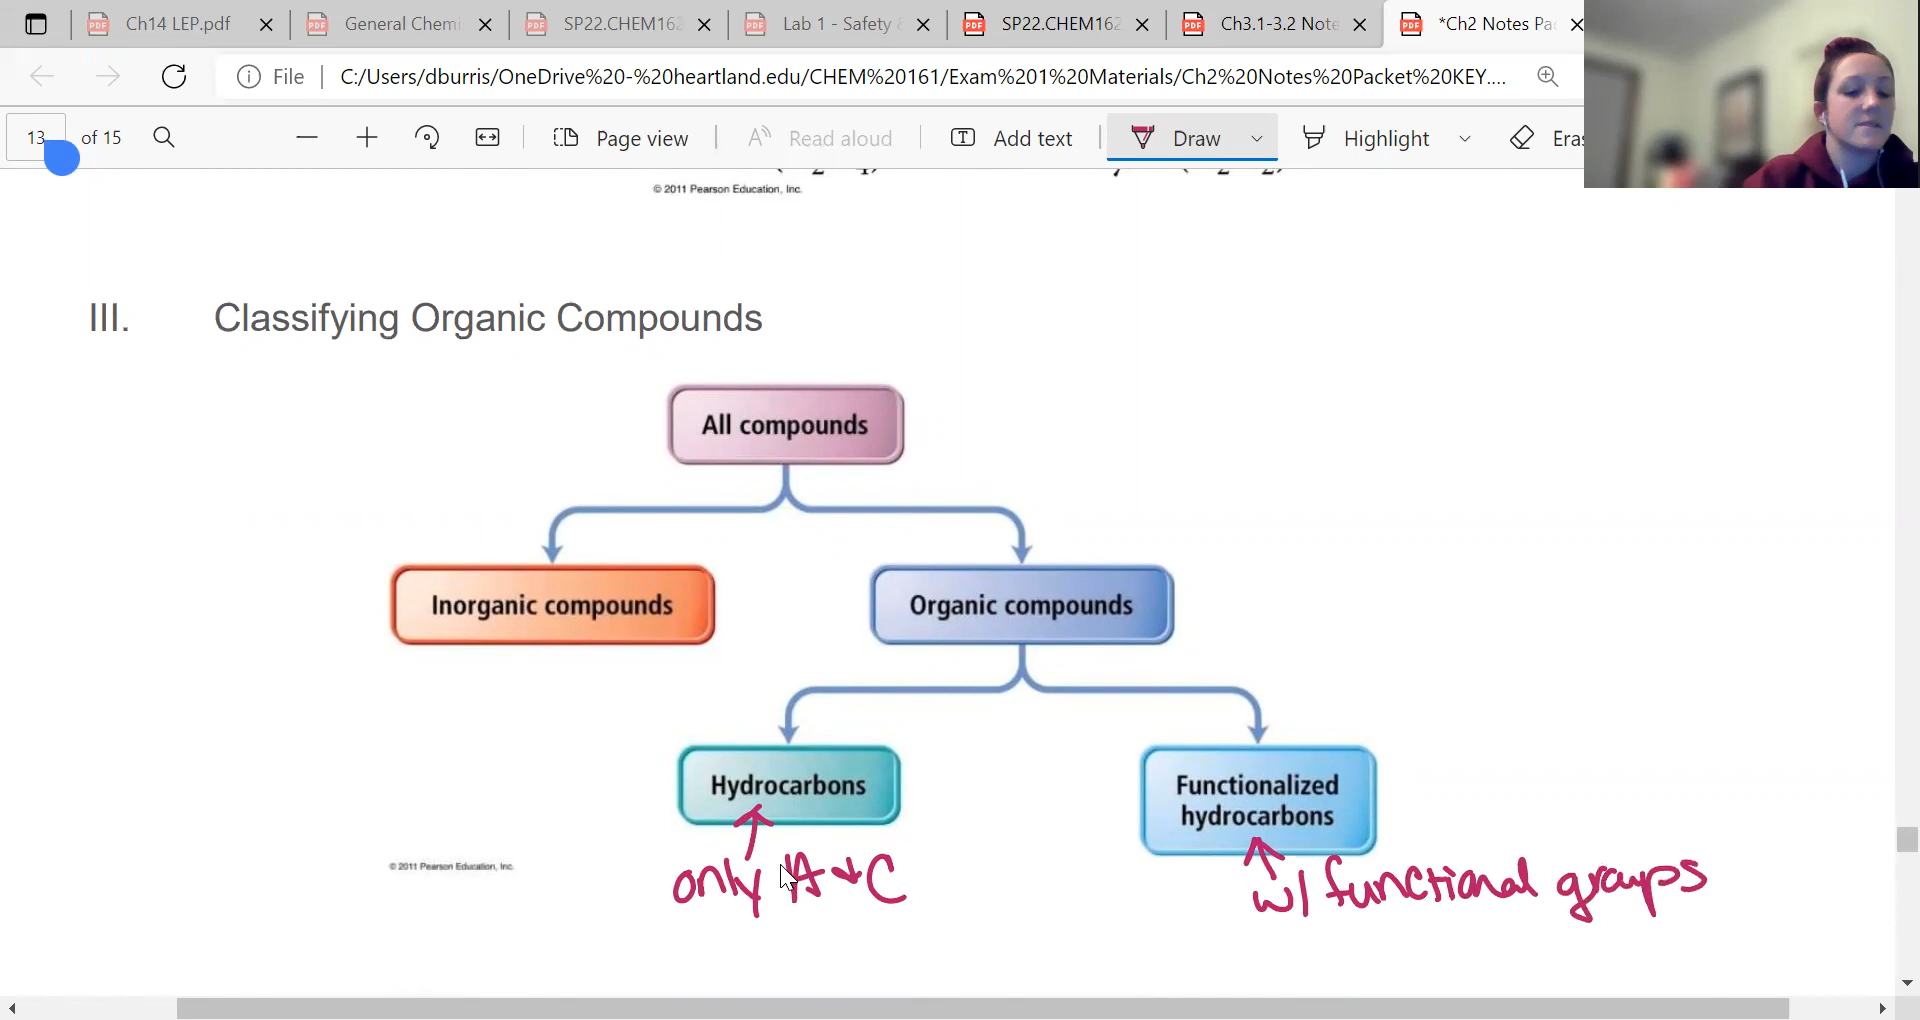 Ch14 LEP.pdf
General Chemi
SP22.CHEM162
Lab 1 - Safety
SP22.CHEM162
Ch3.1-3.2 Note
*Ch2 Notes Pa
File
C:/Users/dburris/OneDrive%20-%20heartland.edu/CHEM%20161/Exam%201%20Materials/Ch2%20Notes%20Packet%20KEY....
13 of 15
Page view
Read aloud
Add text
Draw
Highlight
Eras
© 2011 Pearson Education, Inc.
III. Classifying Organic Compounds
All compounds
Inorganic compounds
Organic compounds
Hydrocarbons
Functionalized
hydrocarbons
only H + C
w/ functional groups
© 2011 Pearson Education, Inc.